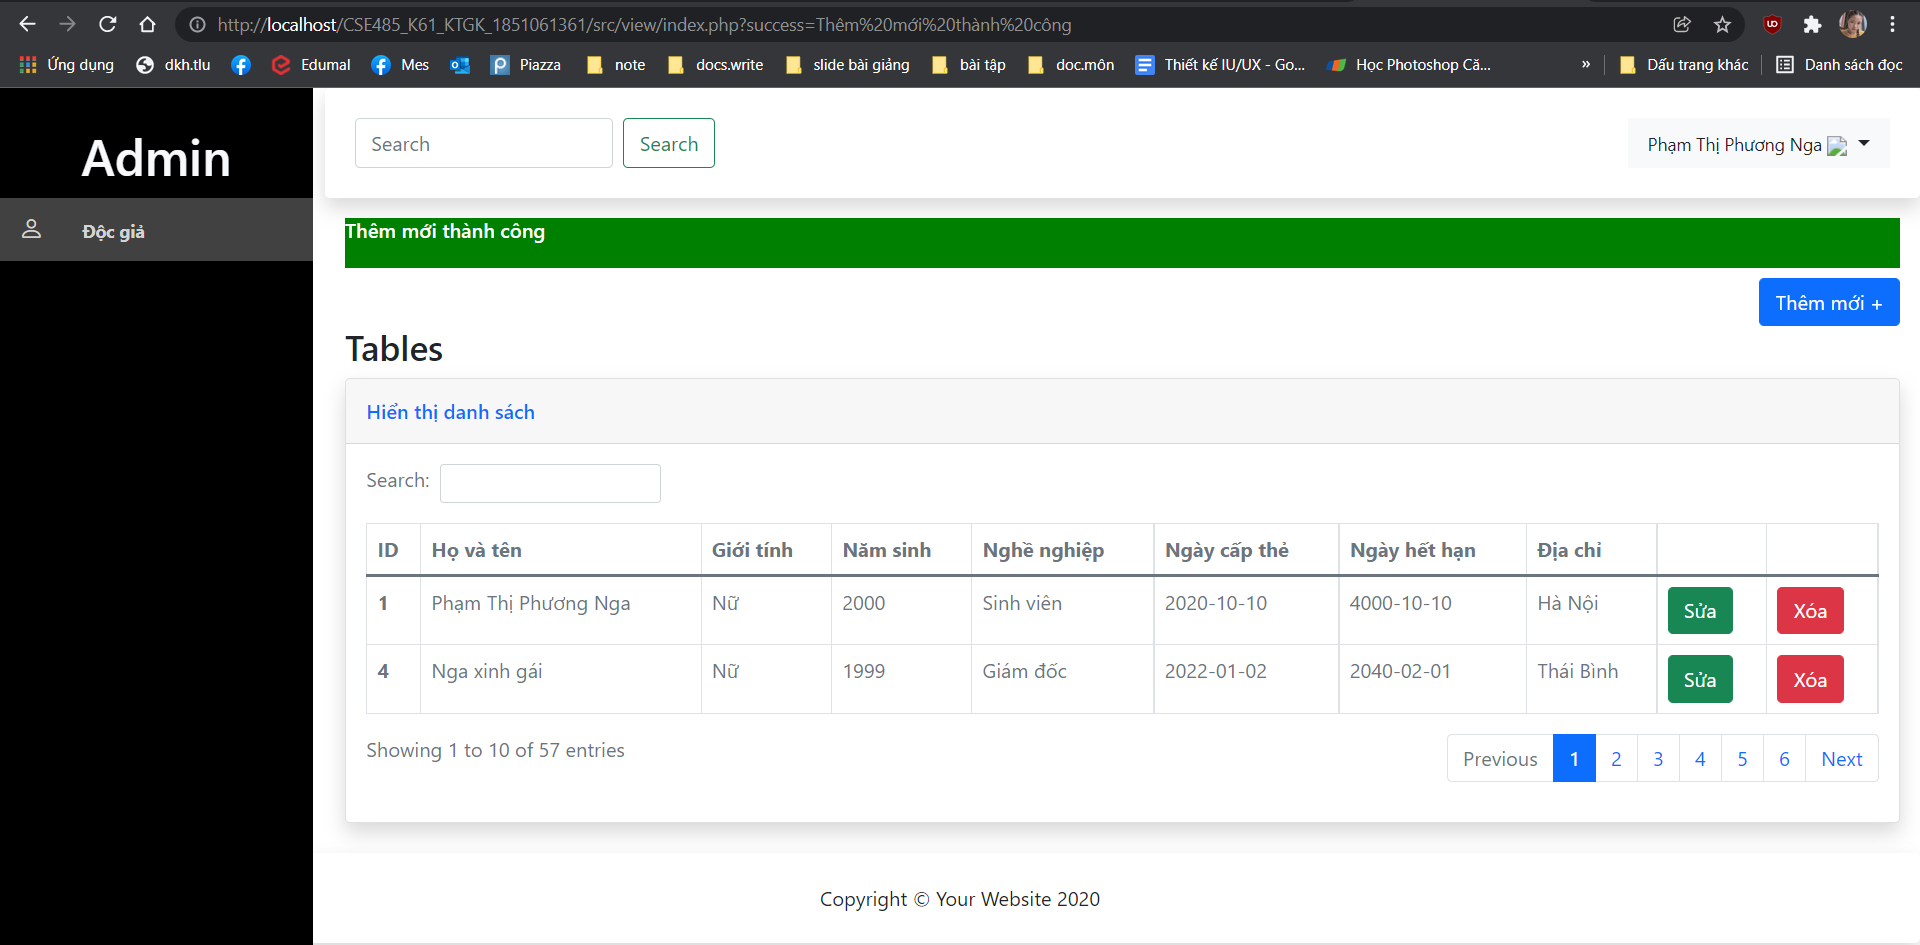 http://localhost/CSE485_K61_KTGK_1851061361/src/view/index.php?success=Thêm%20mới%20thành%20công
Ứng dụng dkh.tlu Edumal Mes Piazza note docs.write slide bài giảng bài tập doc.môn Thiết kế IU/UX - Go... Học Photoshop Că... » Dấu trang khác Danh sách đọc
Admin
Độc giả
Search Search Phạm Thị Phương Nga
Thêm mới thành công
Thêm mới +
Tables
Hiển thị danh sách
Search:
ID Họ và tên Giới tính Năm sinh Nghề nghiệp Ngày cấp thẻ Ngày hết hạn Địa chỉ
1 Phạm Thị Phương Nga Nữ 2000 Sinh viên 2020-10-10 4000-10-10 Hà Nội Sửa Xóa
4 Nga xinh gái Nữ 1999 Giám đốc 2022-01-02 2040-02-01 Thái Bình Sửa Xóa
Showing 1 to 10 of 57 entries Previous 1 2 3 4 5 6 Next
Copyright © Your Website 2020